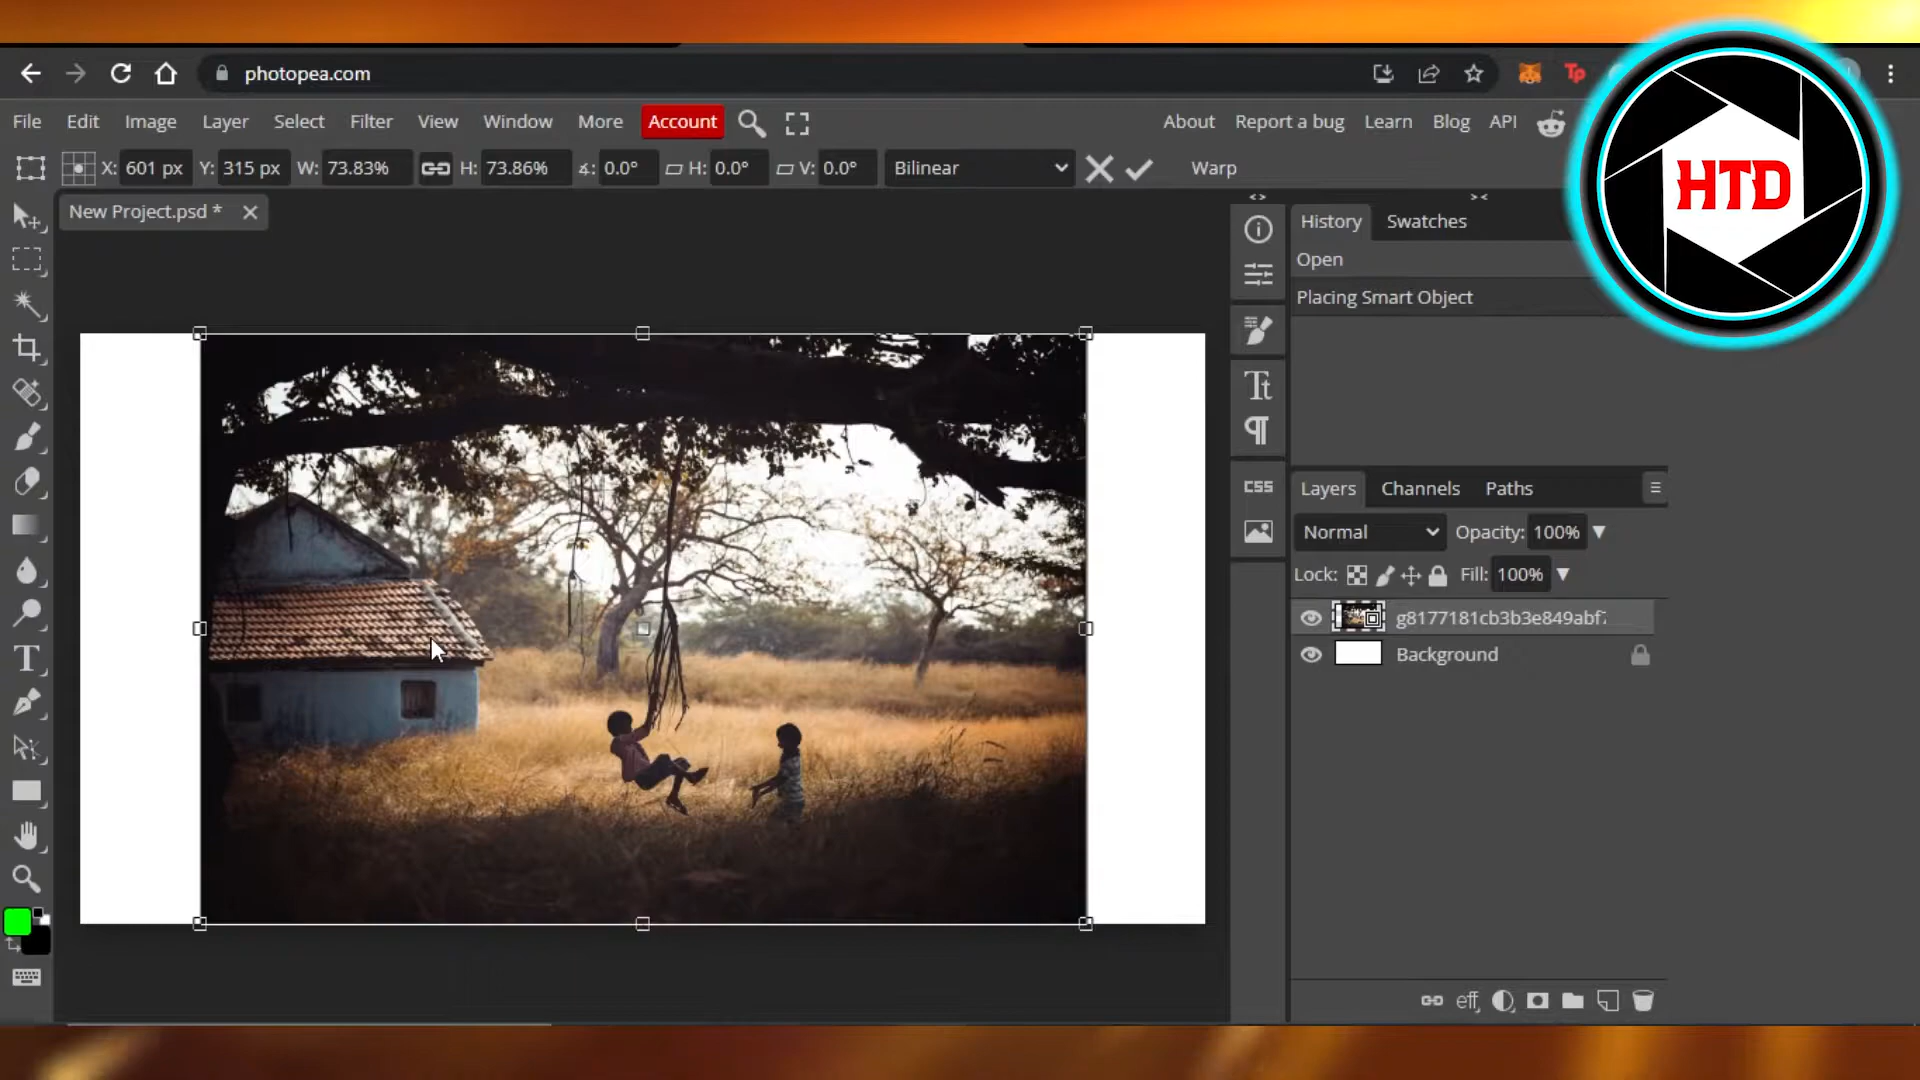 photopea.com
Tp
File Edit Image Layer Select Filter View Window More Account About Report a bug Learn Blog API
X: 601 px Y: 315 px W: 73.83% H: 73.86% ∡: 0.0° H: 0.0° V: 0.0° Bilinear Warp
HTD
New Project.psd *
< > > <
History Swatches
Open
Placing Smart Object
Tt
¶
CSS
Layers Channels Paths
Normal Opacity: 100%
Lock: Fill: 100%
g8177181cb3b3e849abf
Background
T
eff